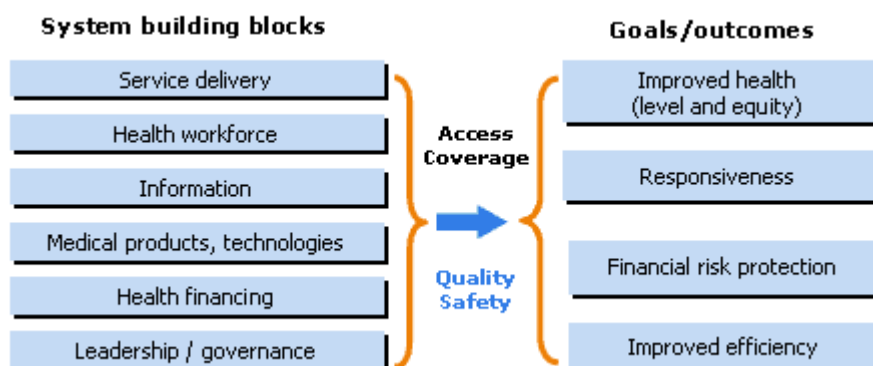 System building blocks
Service delivery
Health workforce
Information
Medical products, technologies
Health financing
Leadership / governance
Access
Coverage
Quality
Safety
Goals/outcomes
Improved health
(level and equity)
Responsiveness
Financial risk protection
Improved efficiency